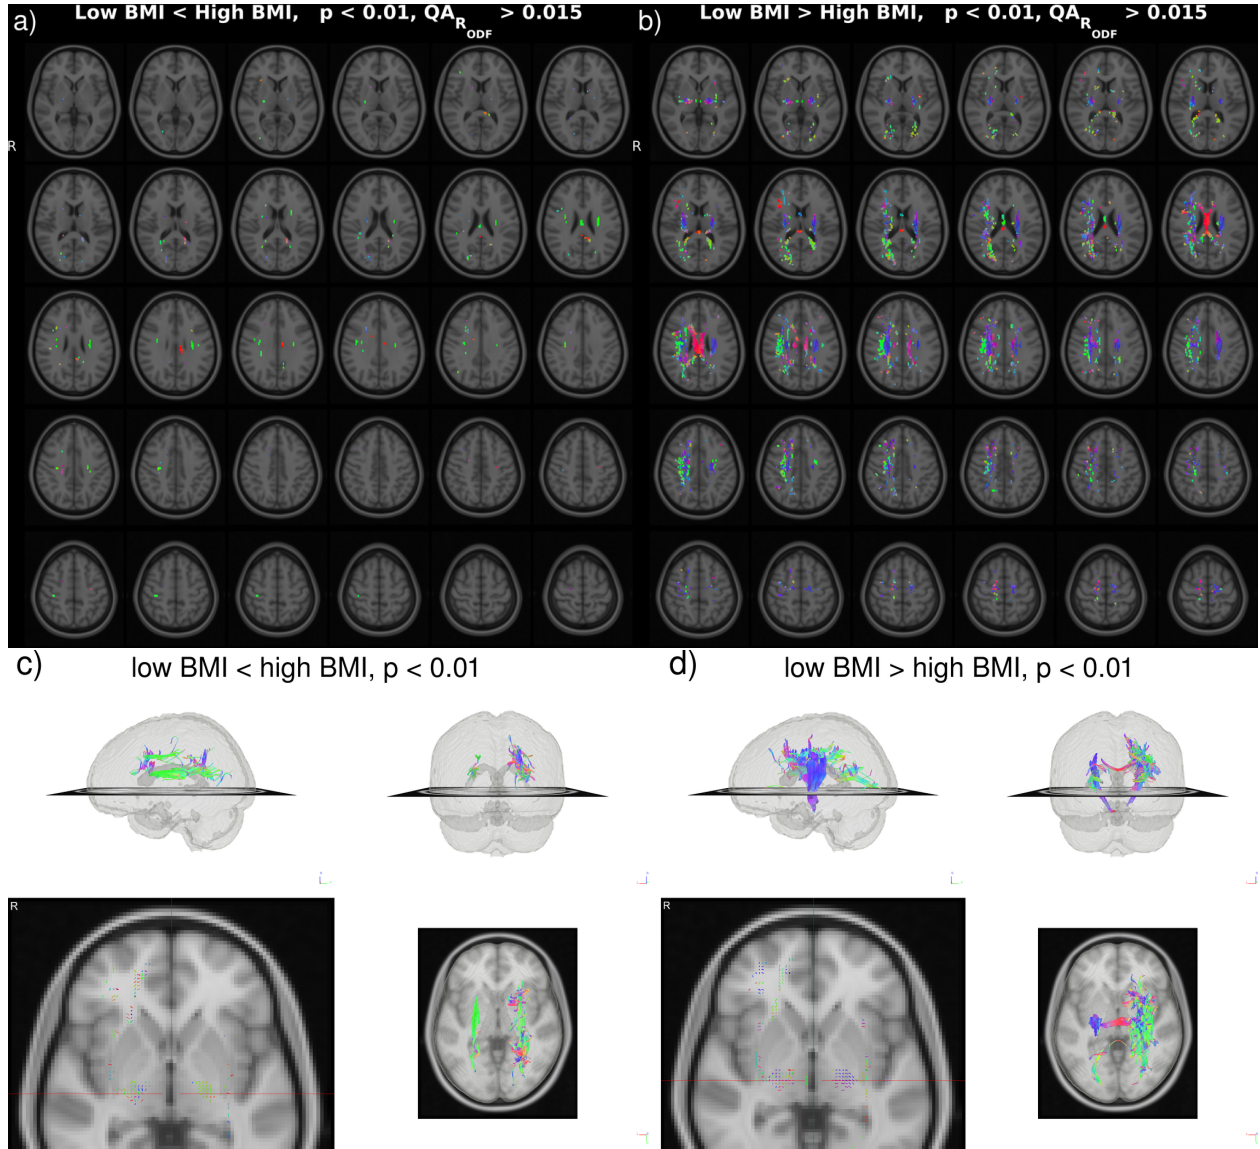 a) Low BMI < High BMI, p < 0.01, QA_R_ODF > 0.015
R
b) Low BMI > High BMI, p < 0.01, QA_R_ODF > 0.015
R
c) low BMI < high BMI, p < 0.01
R
d) low BMI > high BMI, p < 0.01
R